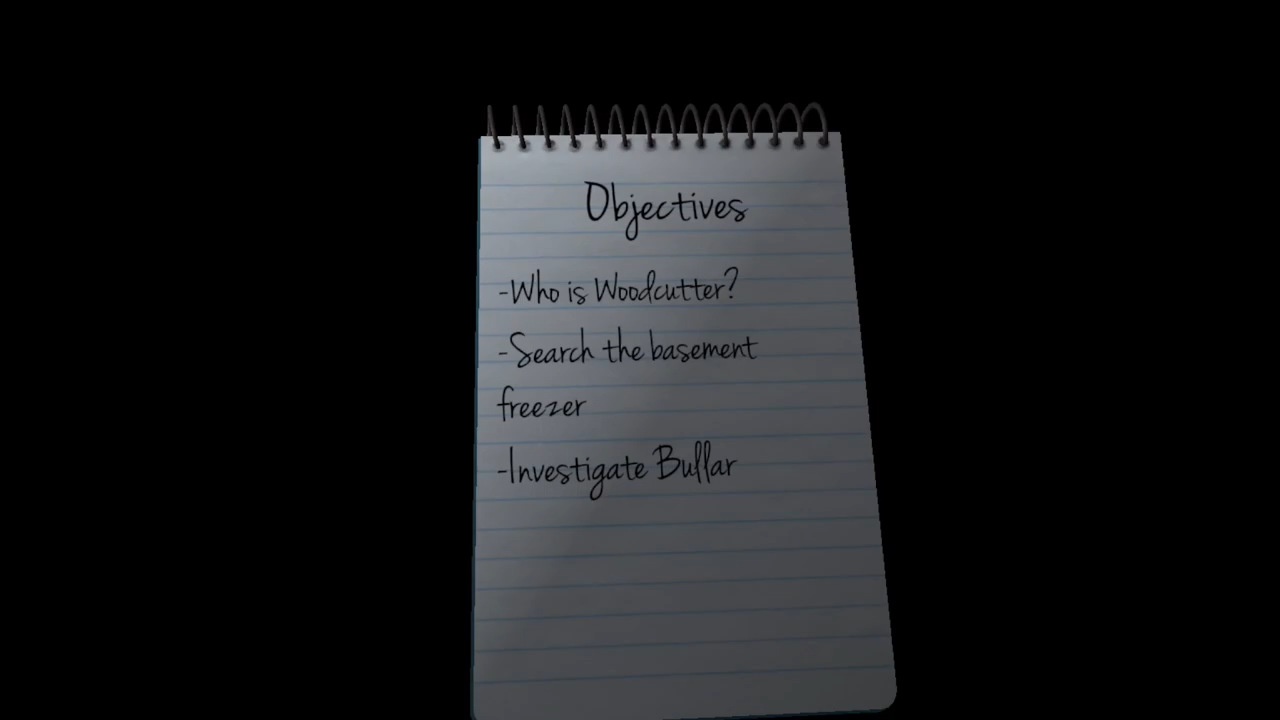 Objectives
-Who is Woodcutter?
-Search the basement
freezer
-Investigate Bullar